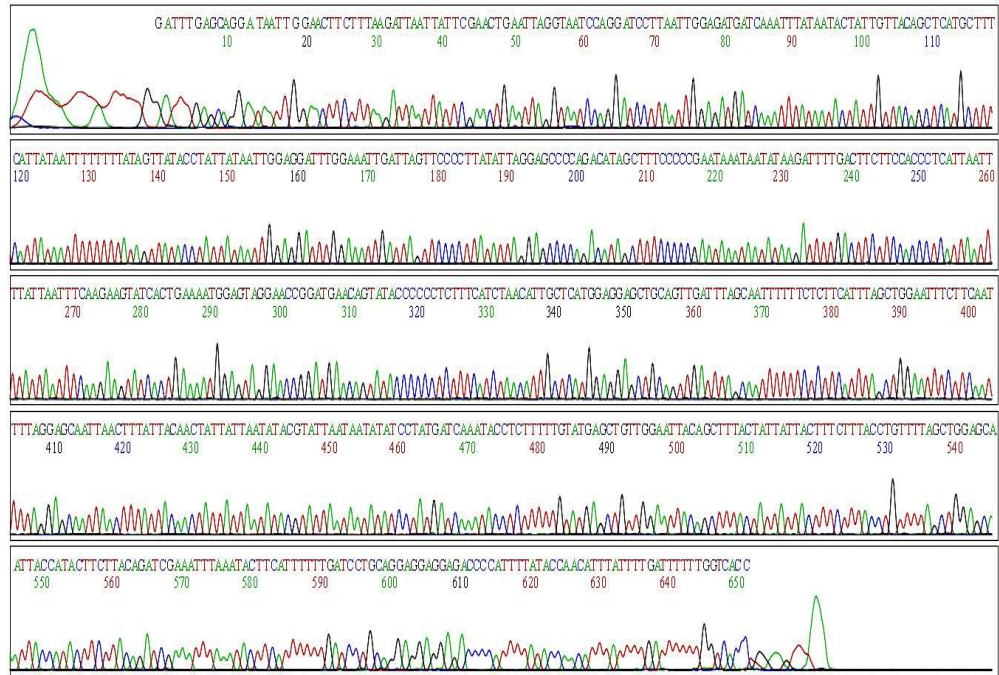 GATTTGAGCAGGA TAATTGGAACTTCTTTAAGATTAATTATTCGAACTGAATTAGGTAATCCAGGATCCTTAATTGGAGATGATCAAATTTATAATACTATTGTTACAGCTCATGCTTT
10 20 30 40 50 60 70 80 90 100 110
CATTATAATTTTTTTTATAGTTATACCTATTATAATTGGAGGATTTGGAAATTGATTAGTTCCCCTTATATTAGGAGCCCCAGACATAGCTTTCCCCCGAATAAATAATATAAGATTTTGACTTCTTCCACCCTCATTAATT
120 130 140 150 160 170 180 190 200 210 220 230 240 250 260
TTATTAATTTCAAGAAGTATCACTGAAAATGGAGTAGGAACCGGATGAACAGTATACCCCCCTCTTTCATCTAACATTGCTCATGGAGGAGCTGCAGTTGATTTAGCAATTTTTTCTCTTCATTTAGCTGGAATTTCTTCAAT
270 280 290 300 310 320 330 340 350 360 370 380 390 400
TTTAGGAGCAATTAACTTTATTACAACTATTATTAATATACGTATTAATAATATATCCTATGATCAAATACCTCTTTTTGTATGAGCTGTTGGAATTACAGCTTTACTATTATTACTTTCTTTACCTGTTTTAGCTGGAGCA
410 420 430 440 450 460 470 480 490 500 510 520 530 540
ATTACCATACTTCTTACAGATCGAAATTTAAATACTTCATTTTTTGATCCTGCAGGAGGAGGAGACCCCATTTTATACCAACATTTATTTTGATTTTTTGGTCACC
550 560 570 580 590 600 610 620 630 640 650